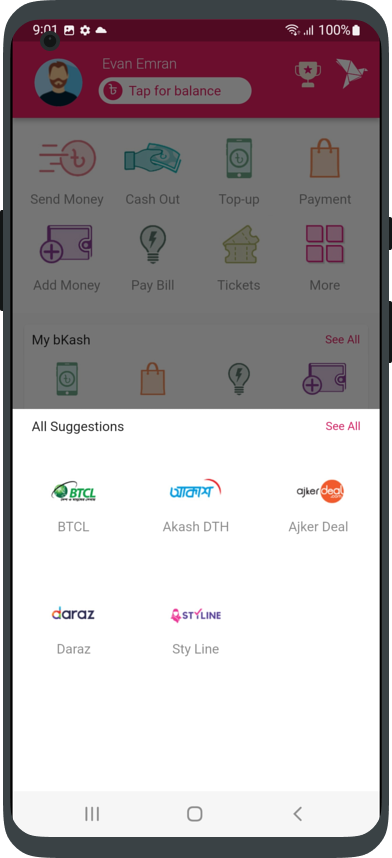 9:01 100%
Evan Emran
৳ Tap for balance
Send Money Cash Out Top-up Payment
Add Money Pay Bill Tickets More
My bKash See All
All Suggestions See All
BTCL আকাশ ajker deal
BTCL Akash DTH Ajker Deal
daraz STYLINE
Daraz Sty Line